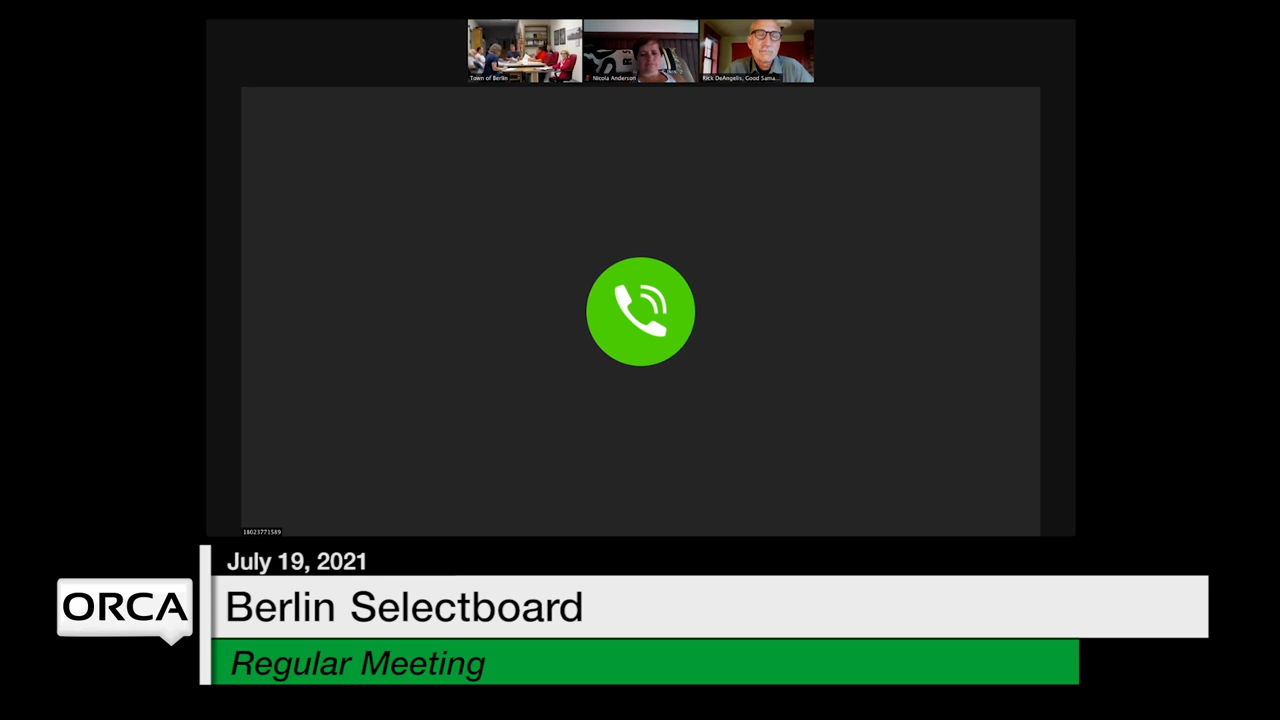 Town of Berlin
Nicola Anderson
Rick DeAngelis, Good Sama...
18023771589
July 19, 2021
ORCA
Berlin Selectboard
Regular Meeting